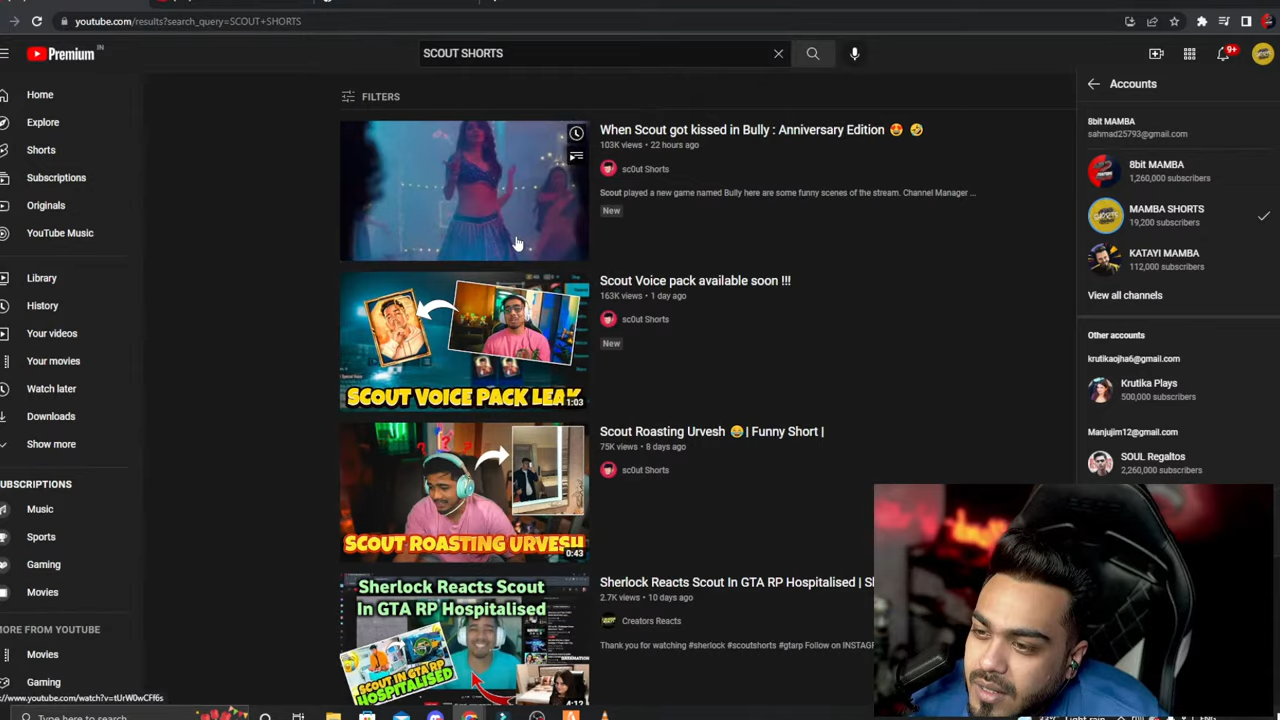 youtube.com/results?search_query=SCOUT+SHORTS
Premium IN
SCOUT SHORTS
9+
Home
Explore
Shorts
Subscriptions
Originals
YouTube Music
Library
History
Your videos
Your movies
Watch later
Downloads
Show more
SUBSCRIPTIONS
Music
Sports
Gaming
Movies
MORE FROM YOUTUBE
Movies
Gaming
/www.youtube.com/watch?v=tUrW0wCFf6s
Type here to search
FILTERS
When Scout got kissed in Bully : Anniversary Edition 😍 🤣
103K views • 22 hours ago
sc0ut Shorts
Scout played a new game named Bully here are some funny scenes of the stream. Channel Manager ...
New
SCOUT VOICE PACK LEAK
1:03
Scout Voice pack available soon !!!
163K views • 1 day ago
sc0ut Shorts
New
SCOUT ROASTING URVESH
0:43
Scout Roasting Urvesh 😂 | Funny Short |
75K views • 8 days ago
sc0ut Shorts
Sherlock Reacts Scout
In GTA RP Hospitalised
SCOUT IN GTA RP
HOSPITALISED
4:12
Sherlock Reacts Scout In GTA RP Hospitalised |
2.7K views • 10 days ago
Creators Reacts
Thank you for watching #sherlock #scoutshorts #gtarp Follow on INSTAG
Accounts
8bit MAMBA
sahmad25793@gmail.com
8bit MAMBA
1,260,000 subscribers
SHORTS
MAMBA SHORTS
19,200 subscribers
KATAYI MAMBA
112,000 subscribers
View all channels
Other accounts
krutikaojha6@gmail.com
Krutika Plays
500,000 subscribers
Manjujim12@gmail.com
SOUL Regaltos
2,260,000 subscribers
Light rain